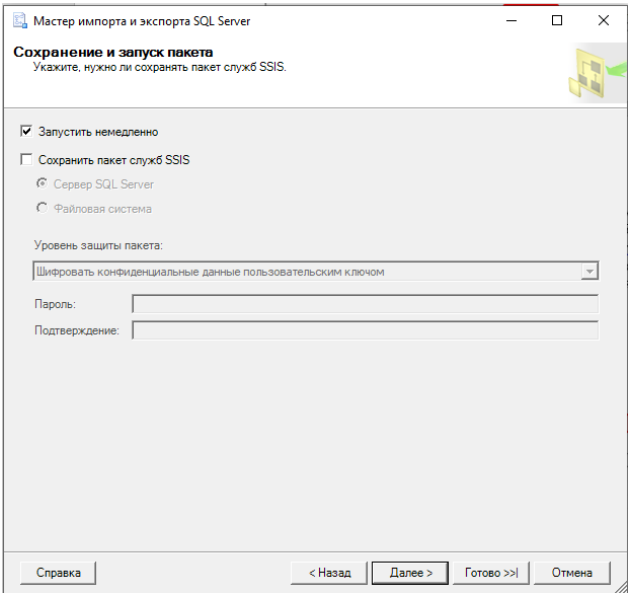 Мастер импорта и экспорта SQL Server
Сохранение и запуск пакета
Укажите, нужно ли сохранять пакет служб SSIS.
Запустить немедленно
Сохранить пакет служб SSIS
Сервер SQL Server
Файловая система
Уровень защиты пакета:
Шифровать конфиденциальные данные пользовательским ключом
Пароль:
Подтверждение:
Справка
< Назад
Далее >
Готово >>|
Отмена